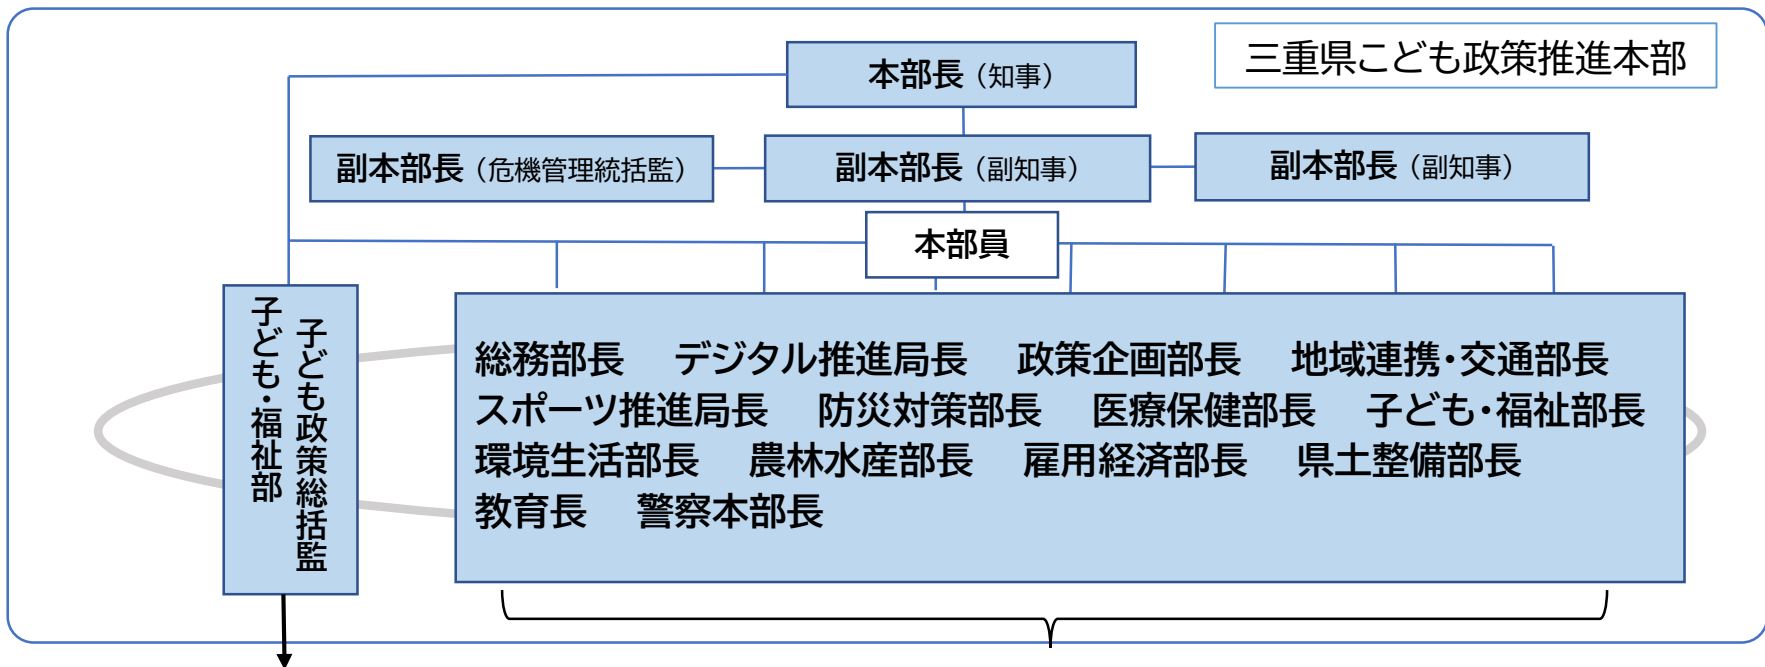 三重県こども政策推進本部
本部長（知事）
副本部長（危機管理統括監）
副本部長（副知事）
副本部長（副知事）
本部員
子ども・福祉部
子ども政策総括監
総務部長　デジタル推進局長　政策企画部長　地域連携・交通部長
スポーツ推進局長　防災対策部長　医療保健部長　子ども・福祉部長
環境生活部長　農林水産部長　雇用経済部長　県土整備部長
教育長　警察本部長